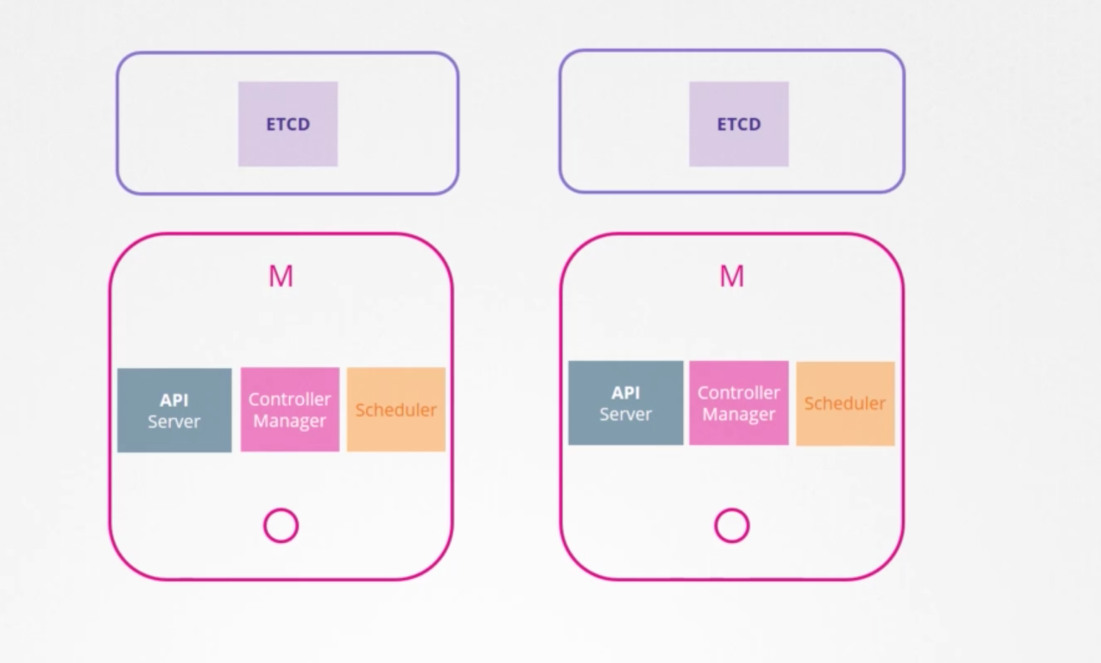 ETCD
ETCD
M
M
API
Server
Controller
Manager
Scheduler
API
Server
Controller
Manager
Scheduler